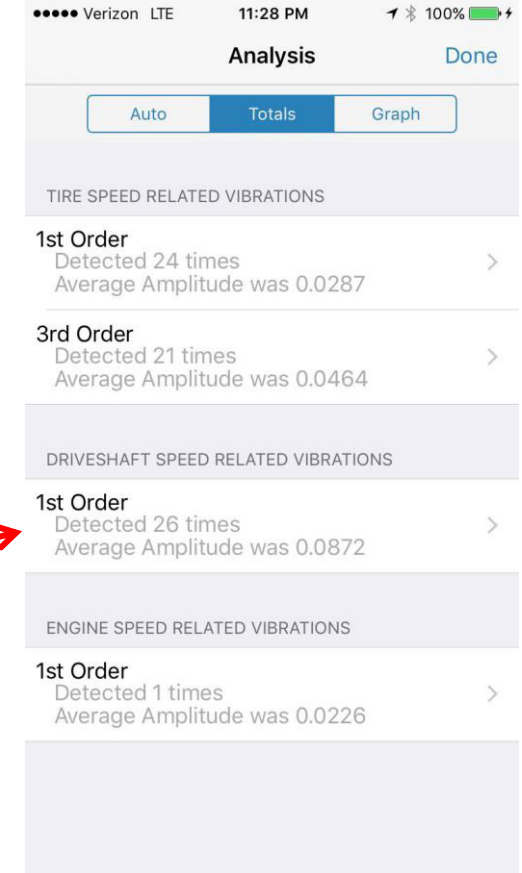 Verizon LTE 11:28 PM 100%
Analysis Done
Auto Totals Graph
TIRE SPEED RELATED VIBRATIONS
1st Order
Detected 24 times
Average Amplitude was 0.0287
3rd Order
Detected 21 times
Average Amplitude was 0.0464
DRIVESHAFT SPEED RELATED VIBRATIONS
1st Order
Detected 26 times
Average Amplitude was 0.0872
ENGINE SPEED RELATED VIBRATIONS
1st Order
Detected 1 times
Average Amplitude was 0.0226